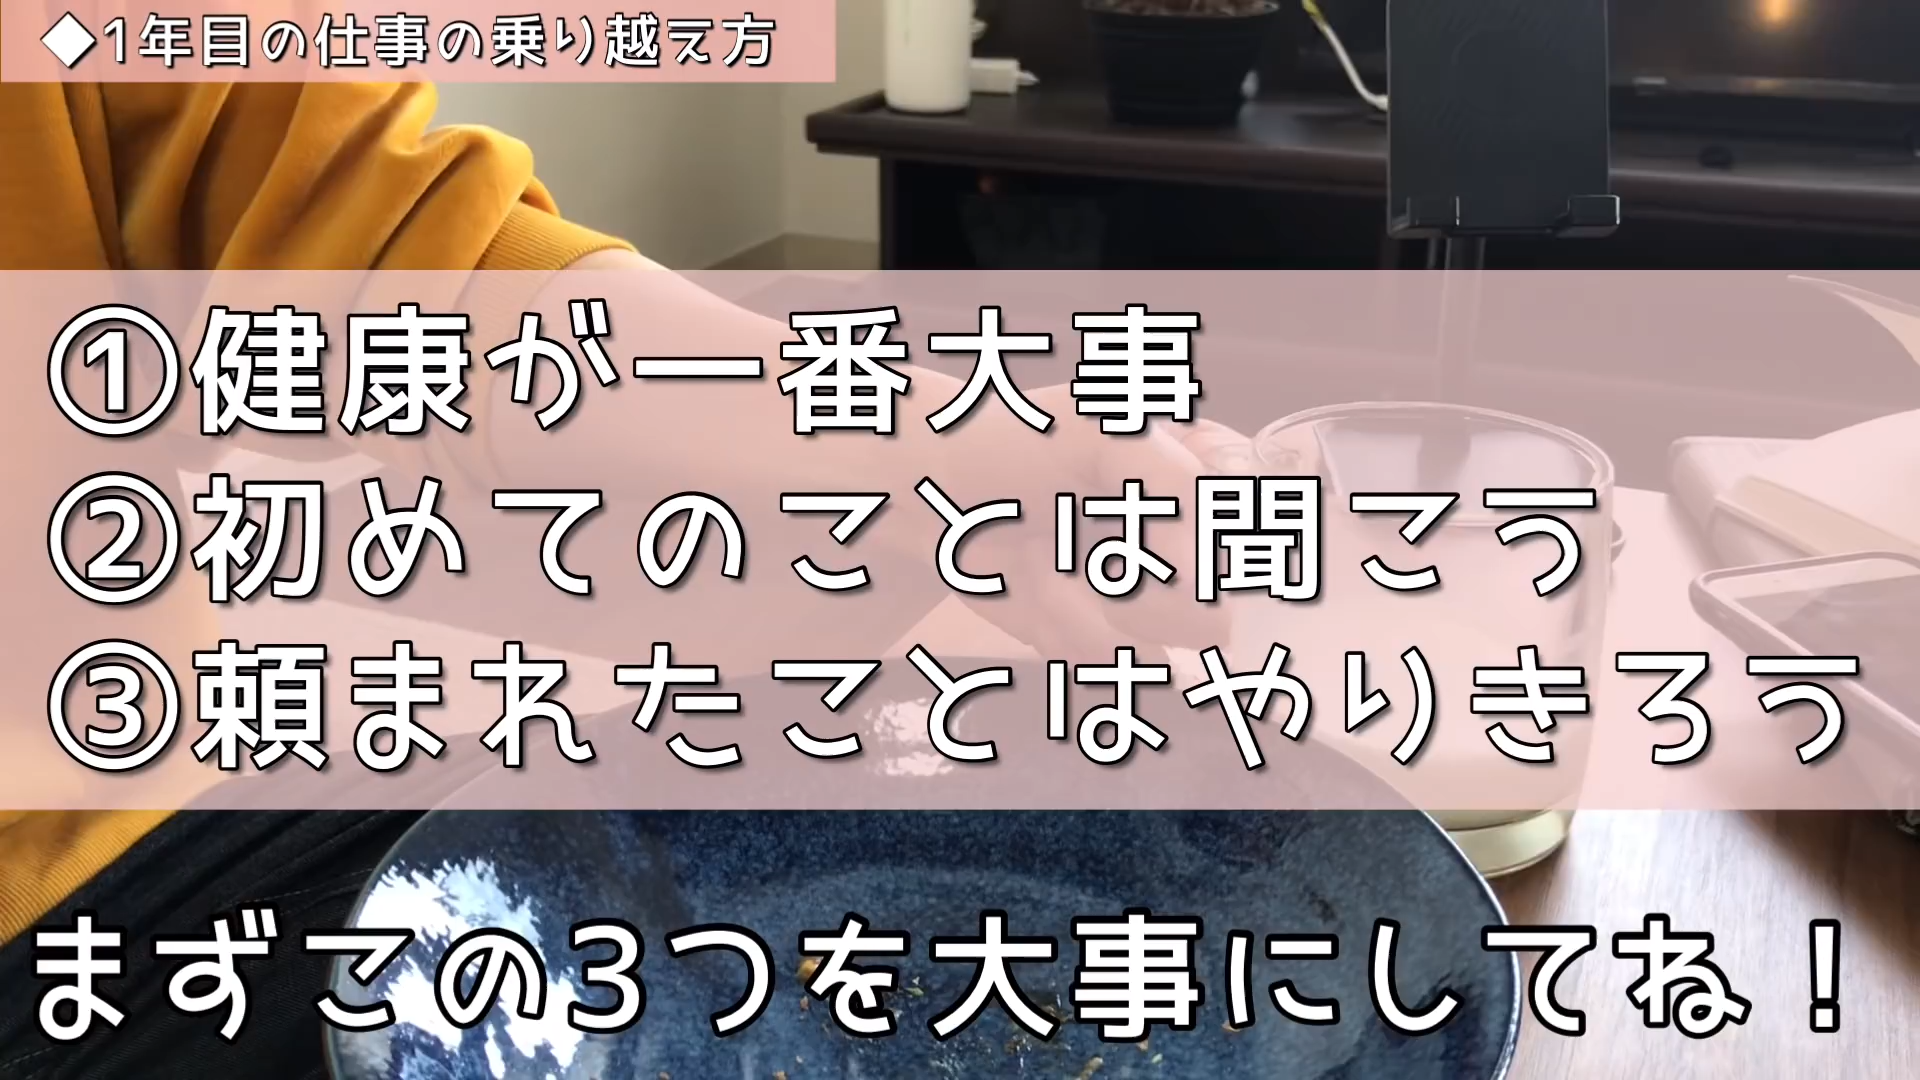 ◆1年目の仕事の乗り越え方
①健康が一番大事
②初めてのことは聞こう
③頼まれたことはやりきろう
まずこの3つを大事にしてね！